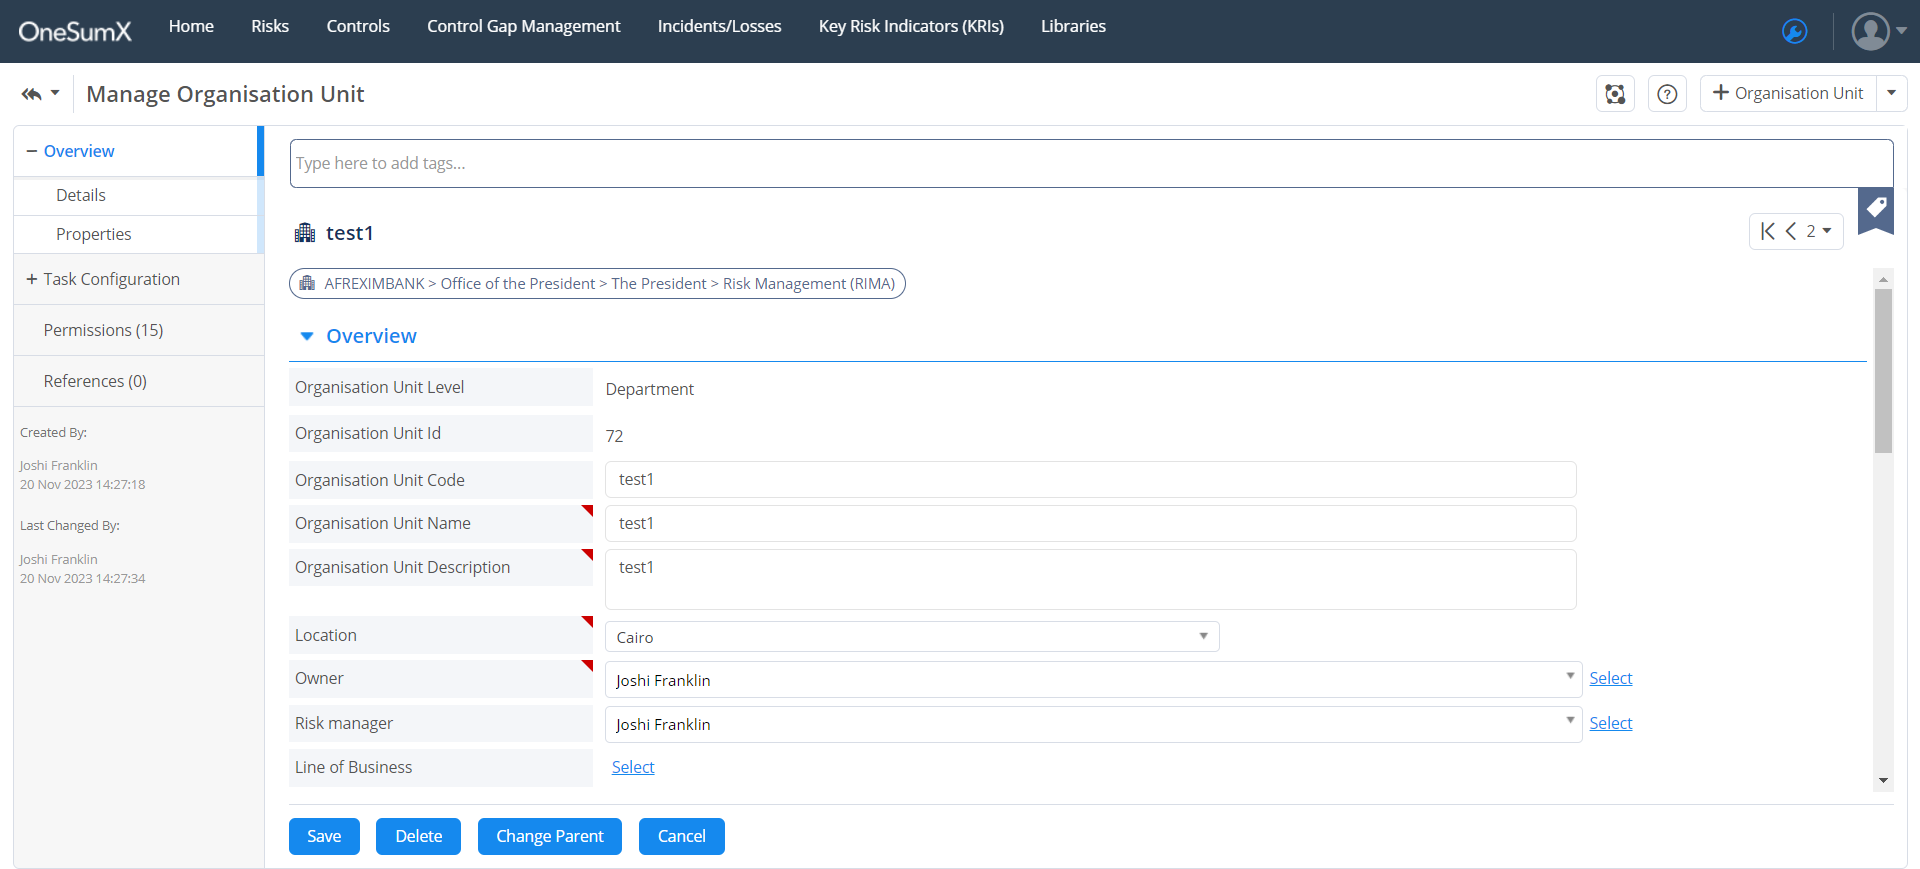 OneSumX
Home Risks Controls Control Gap Management Incidents/Losses Key Risk Indicators (KRIs) Libraries
Manage Organisation Unit
+ Organisation Unit
− Overview
Details
Properties
+ Task Configuration
Permissions (15)
References (0)
Created By:
Joshi Franklin
20 Nov 2023 14:27:18
Last Changed By:
Joshi Franklin
20 Nov 2023 14:27:34
Type here to add tags...
test1
2
AFREXIMBANK > Office of the President > The President > Risk Management (RIMA)
Overview
Organisation Unit Level Department
Organisation Unit Id 72
Organisation Unit Code test1
Organisation Unit Name test1
Organisation Unit Description test1
Location Cairo
Owner Joshi Franklin Select
Risk manager Joshi Franklin Select
Line of Business Select
Save Delete Change Parent Cancel